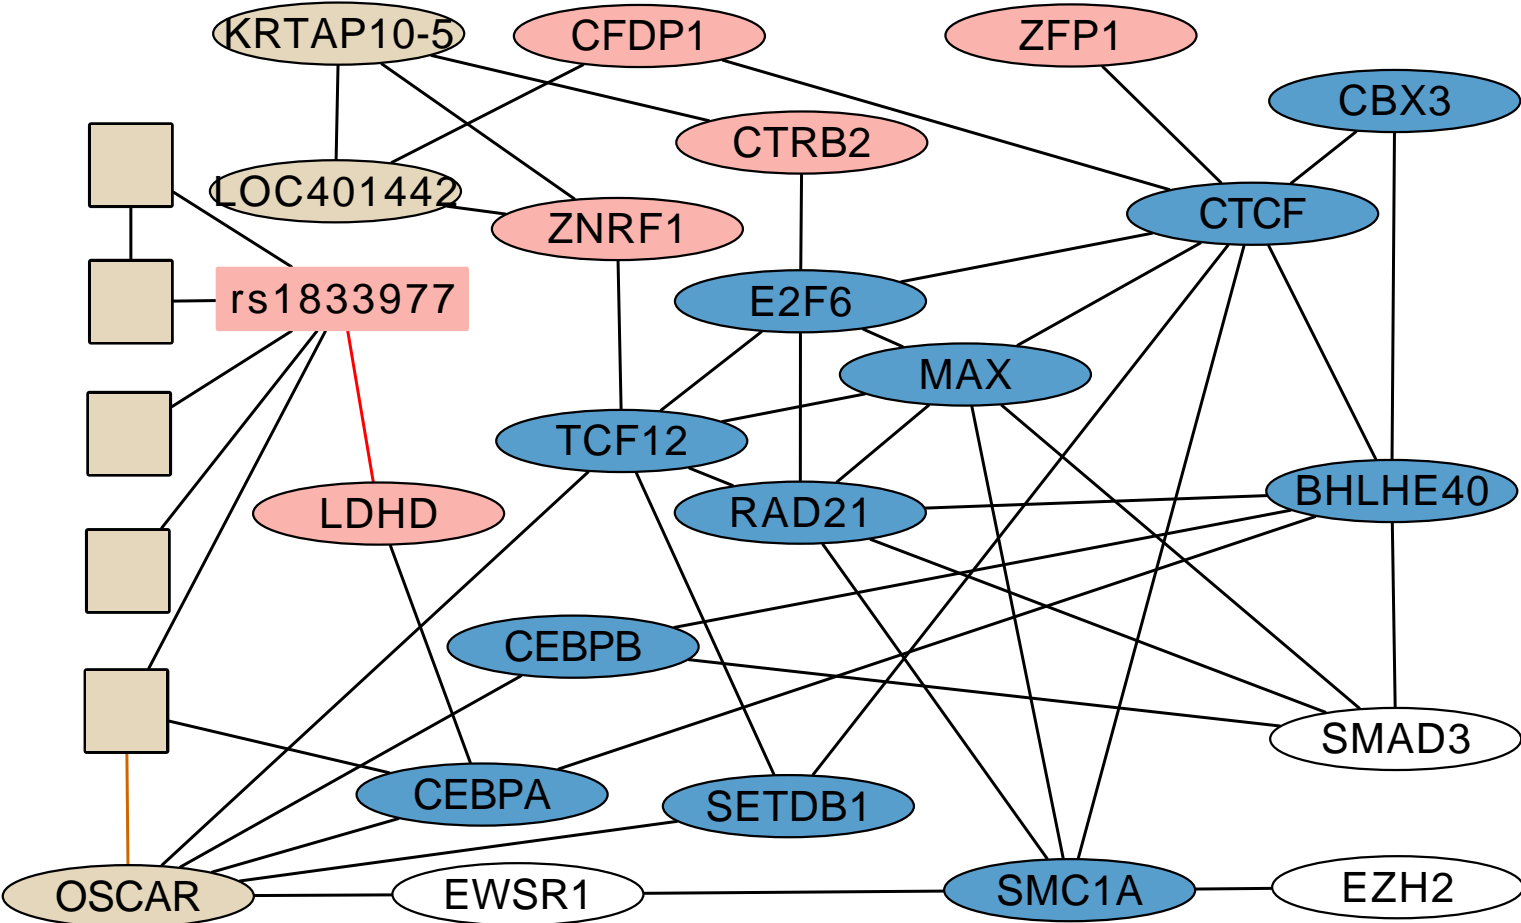 KRTAP10-5
CFDP1
ZFP1
CBX3
CTRB2
LOC401442
ZNRF1
CTCF
rs1833977
E2F6
MAX
TCF12
BHLHE40
LDHD
RAD21
CEBPB
SMAD3
CEBPA
SETDB1
OSCAR
EWSR1
SMC1A
EZH2